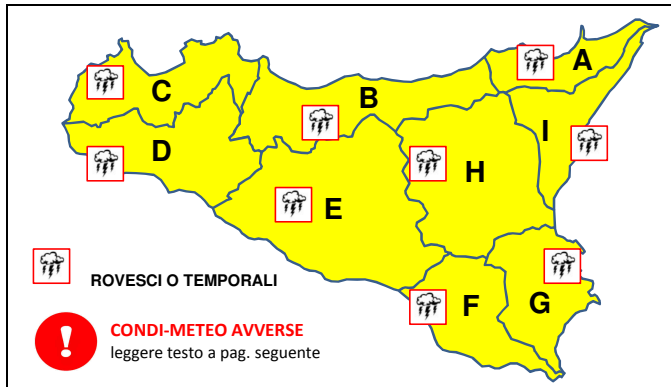 A
C
B
I
D
H
E
ROVESCI O TEMPORALI
F
G
CONDI-METEO AVVERSE
leggere testo a pag. seguente